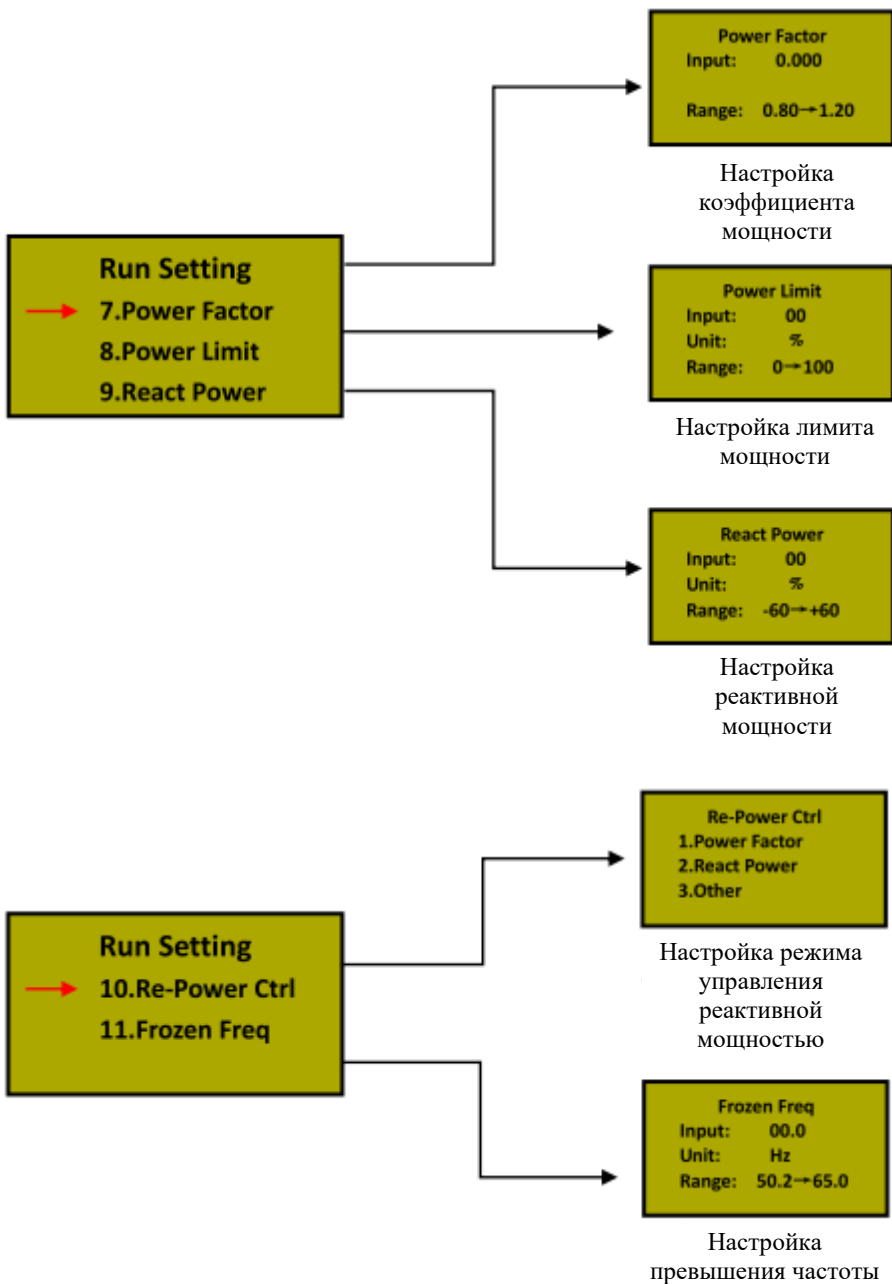 Power Factor
Input: 0.000
Range: 0.80→1.20
Настройка
коэффициента
мощности
Run Setting
7.Power Factor
8.Power Limit
9.React Power
Power Limit
Input: 00
Unit: %
Range: 0→100
Настройка лимита
мощности
React Power
Input: 00
Unit: %
Range: -60→+60
Настройка
реактивной
мощности
Re-Power Ctrl
1.Power Factor
2.React Power
3.Other
Run Setting
10.Re-Power Ctrl
11.Frozen Freq
Настройка режима
управления
реактивной
мощностью
Frozen Freq
Input: 00.0
Unit: Hz
Range: 50.2→65.0
Настройка
превышения частоты